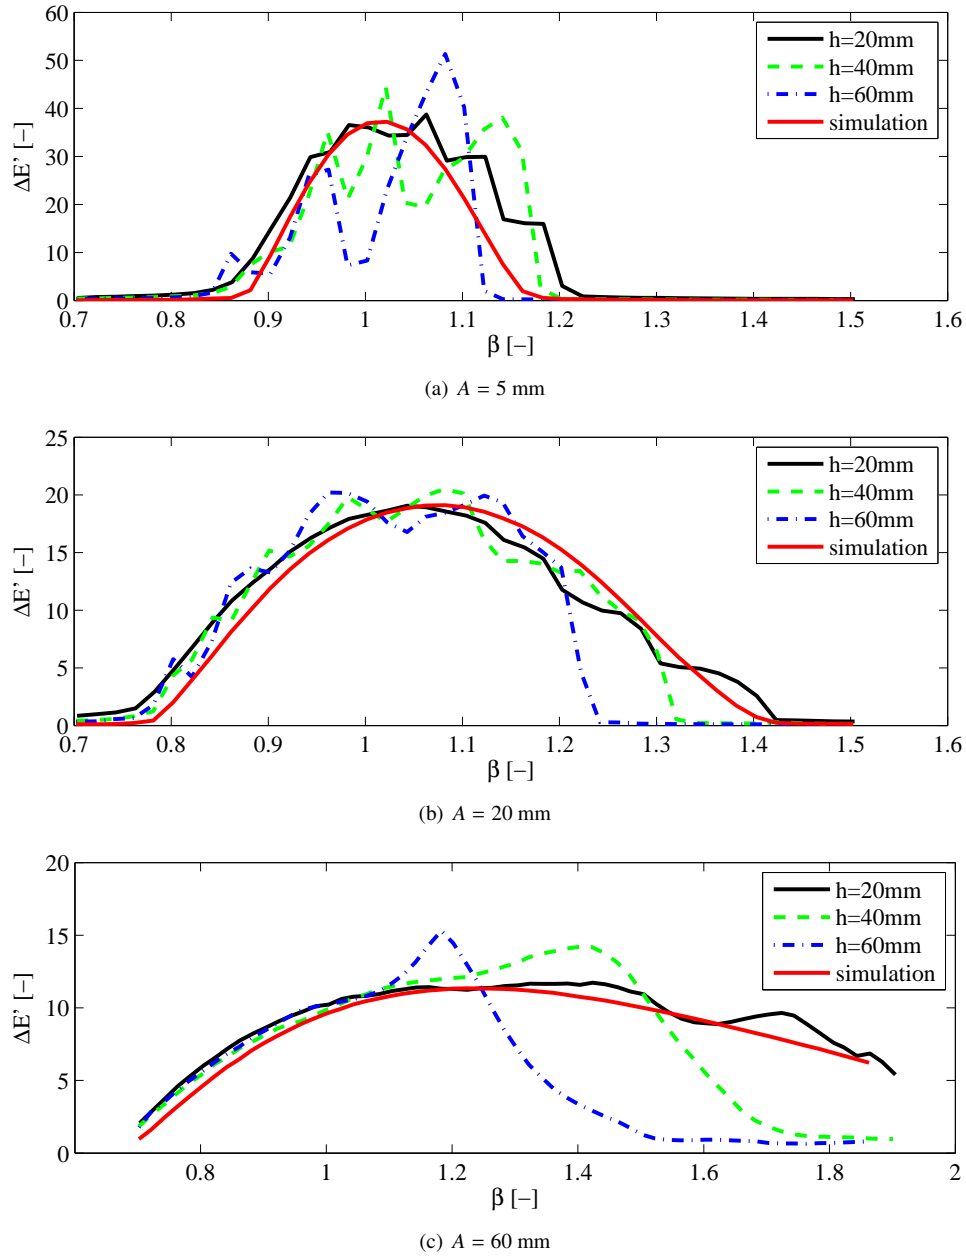 60
50
40
30
20
10
0
ΔE' [–]
h=20mm
h=40mm
h=60mm
simulation
0.7 0.8 0.9 1 1.1 1.2 1.3 1.4 1.5 1.6
β [–]
(a) A = 5 mm
25
20
15
10
5
0
ΔE' [–]
h=20mm
h=40mm
h=60mm
simulation
0.7 0.8 0.9 1 1.1 1.2 1.3 1.4 1.5 1.6
β [–]
(b) A = 20 mm
20
15
10
5
0
ΔE' [–]
h=20mm
h=40mm
h=60mm
simulation
0.8 1 1.2 1.4 1.6 1.8 2
β [–]
(c) A = 60 mm